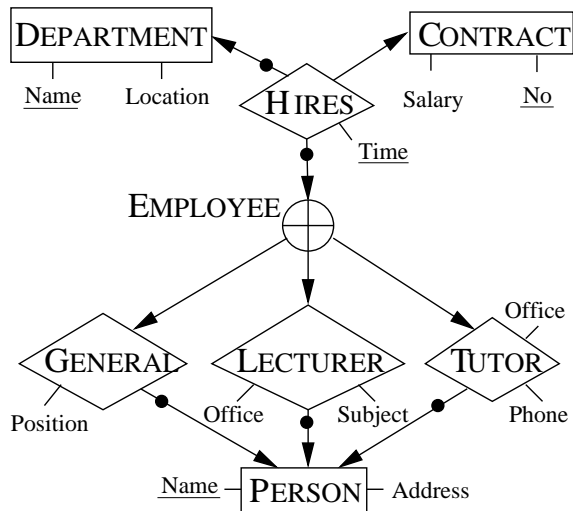 DEPARTMENT
CONTRACT
Name
Location
HIRES
Salary
No
Time
EMPLOYEE
Office
GENERAL
LECTURER
TUTOR
Position
Office
Subject
Phone
Name
PERSON
Address